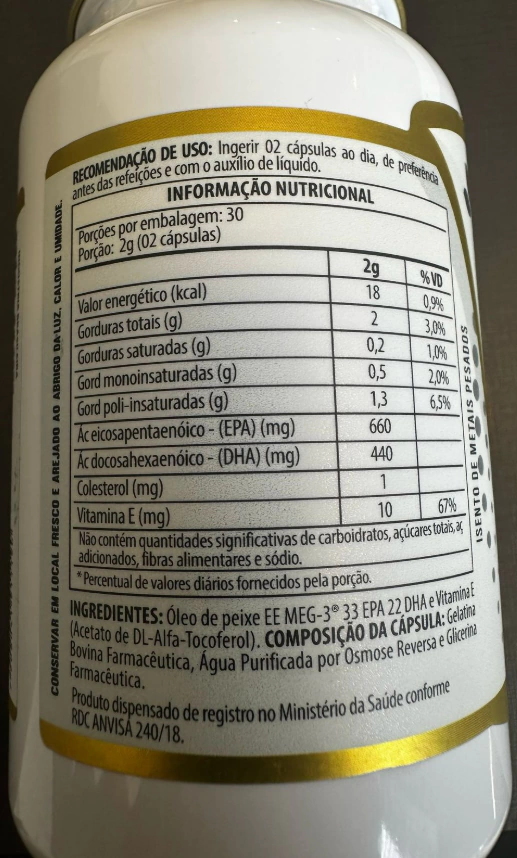 RECOMENDAÇÃO DE USO: Ingerir 02 cápsulas ao dia, de preferência
antes das refeições e com o auxílio de líquido.
INFORMAÇÃO NUTRICIONAL
Porções por embalagem: 30
Porção: 2g (02 cápsulas)
2g %VD
Valor energético (kcal) 18 0,9%
Gorduras totais (g) 2 3,0%
Gorduras saturadas (g) 0,2 1,0%
Gord monoinsaturadas (g) 0,5 2,0%
Gord poli-insaturadas (g) 1,3 6,5%
Ac eicosapentaenóico - (EPA) (mg) 660
Ac docosahexaenóico - (DHA) (mg) 440
Colesterol (mg) 1
Vitamina E (mg) 10 67%
Não contém quantidades significativas de carboidratos, açúcares totais, aç
adicionados, fibras alimentares e sódio.
* Percentual de valores diários fornecidos pela porção.
INGREDIENTES: Óleo de peixe EE MEG-3® 33 EPA 22 DHA e Vitamina E
(Acetato de DL-Alfa-Tocoferol). COMPOSIÇÃO DA CÁPSULA: Gelatina
Bovina Farmacêutica, Água Purificada por Osmose Reversa e Glicerina
Farmacêutica.
Produto dispensado de registro no Ministério da Saúde conforme
RDC ANVISA 240/18.
CONSERVAR EM LOCAL FRESCO E AREJADO AO ABRIGO DA LUZ, CALOR E UMIDADE.
ISENTO DE METAIS PESADOS